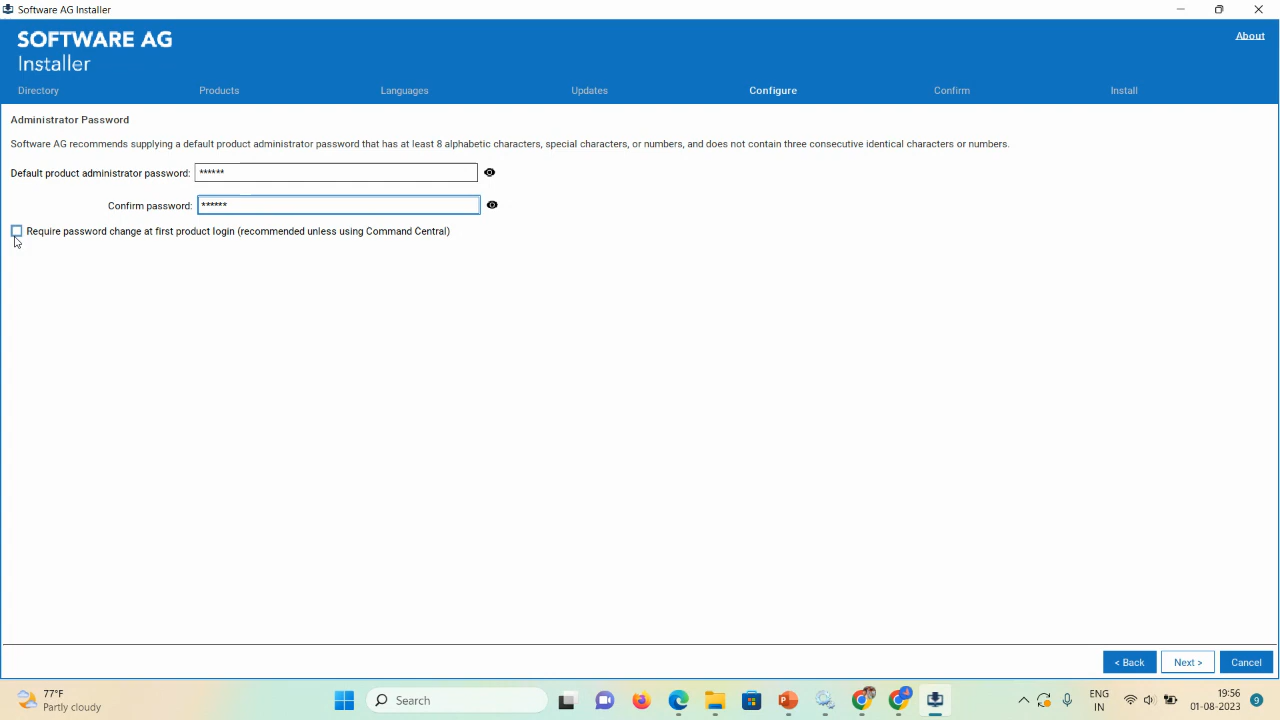 Software AG Installer
SOFTWARE AG
Installer
About
Directory Products Languages Updates Configure Confirm Install
Administrator Password
Software AG recommends supplying a default product administrator password that has at least 8 alphabetic characters, special characters, or numbers, and does not contain three consecutive identical characters or numbers.
Default product administrator password: ******
Confirm password: ******
Require password change at first product login (recommended unless using Command Central)
< Back Next > Cancel
77°F
Partly cloudy
Search
ENG
IN
19:56
01-08-2023
9